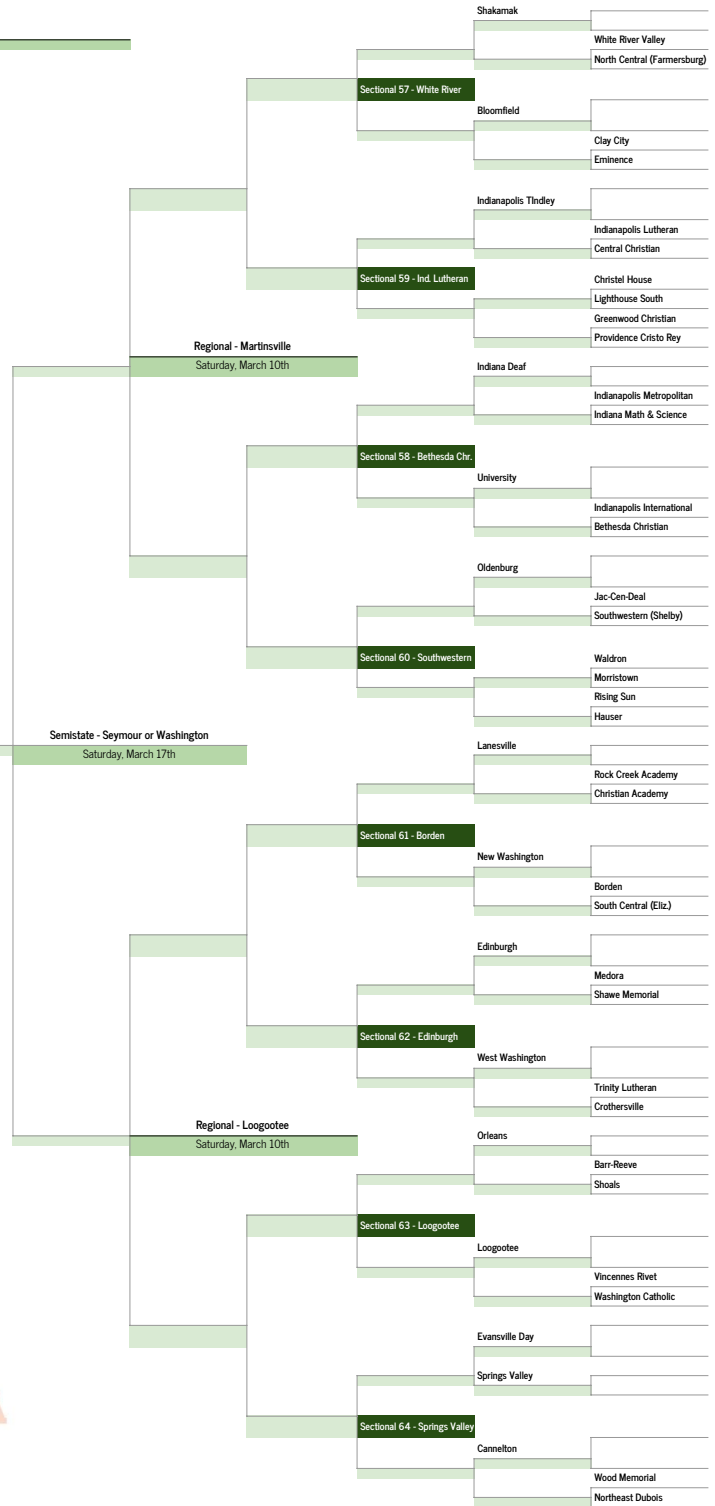 Shakamak
White River Valley
North Central (Farmersburg)
Sectional 57 - White River
Bloomfield
Clay City
Eminence
Indianapolis TIndley
Indianapolis Lutheran
Central Christian
Sectional 59 - Ind. Lutheran
Christel House
Lighthouse South
Greenwood Christian
Providence Cristo Rey
Regional - Martinsville
Saturday, March 10th
Indiana Deaf
Indianapolis Metropolitan
Indiana Math & Science
Sectional 58 - Bethesda Chr.
University
Indianapolis International
Bethesda Christian
Oldenburg
Jac-Cen-Deal
Southwestern (Shelby)
Sectional 60 - Southwestern
Waldron
Morristown
Rising Sun
Hauser
Semistate - Seymour or Washington
Saturday, March 17th
Lanesville
Rock Creek Academy
Christian Academy
Sectional 61 - Borden
New Washington
Borden
South Central (Eliz.)
Edinburgh
Medora
Shawe Memorial
Sectional 62 - Edinburgh
West Washington
Trinity Lutheran
Crothersville
Regional - Loogootee
Saturday, March 10th
Orleans
Barr-Reeve
Shoals
Sectional 63 - Loogootee
Loogootee
Vincennes Rivet
Washington Catholic
Evansville Day
Springs Valley
Sectional 64 - Springs Valley
Cannelton
Wood Memorial
Northeast Dubois